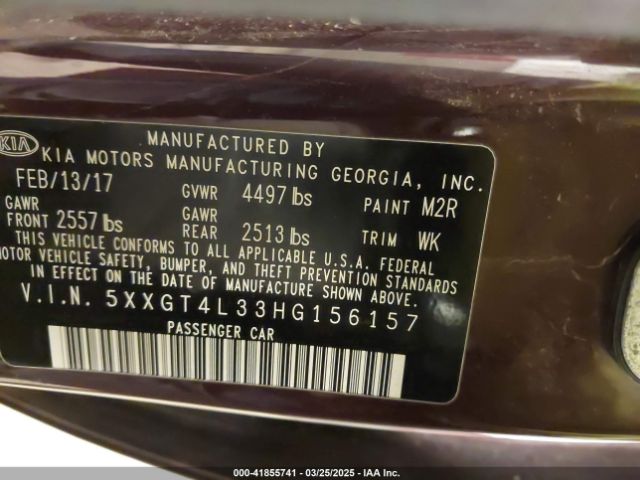 MANUFACTURED BY
KIA KIA MOTORS MANUFACTURING GEORGIA, INC.
FEB/13/17 GVWR 4497 lbs PAINT M2R
GAWR GAWR
FRONT 2557 lbs REAR 2513 lbs TRIM WK
THIS VEHICLE CONFORMS TO ALL APPLICABLE U.S.A. FEDERAL
MOTOR VEHICLE SAFETY, BUMPER, AND THEFT PREVENTION STANDARDS
IN EFFECT ON THE DATE OF MANUFACTURE SHOWN ABOVE.
V.I.N. 5XXGT4L33HG156157
PASSENGER CAR
000-41855741 - 03/25/2025 - IAA Inc.